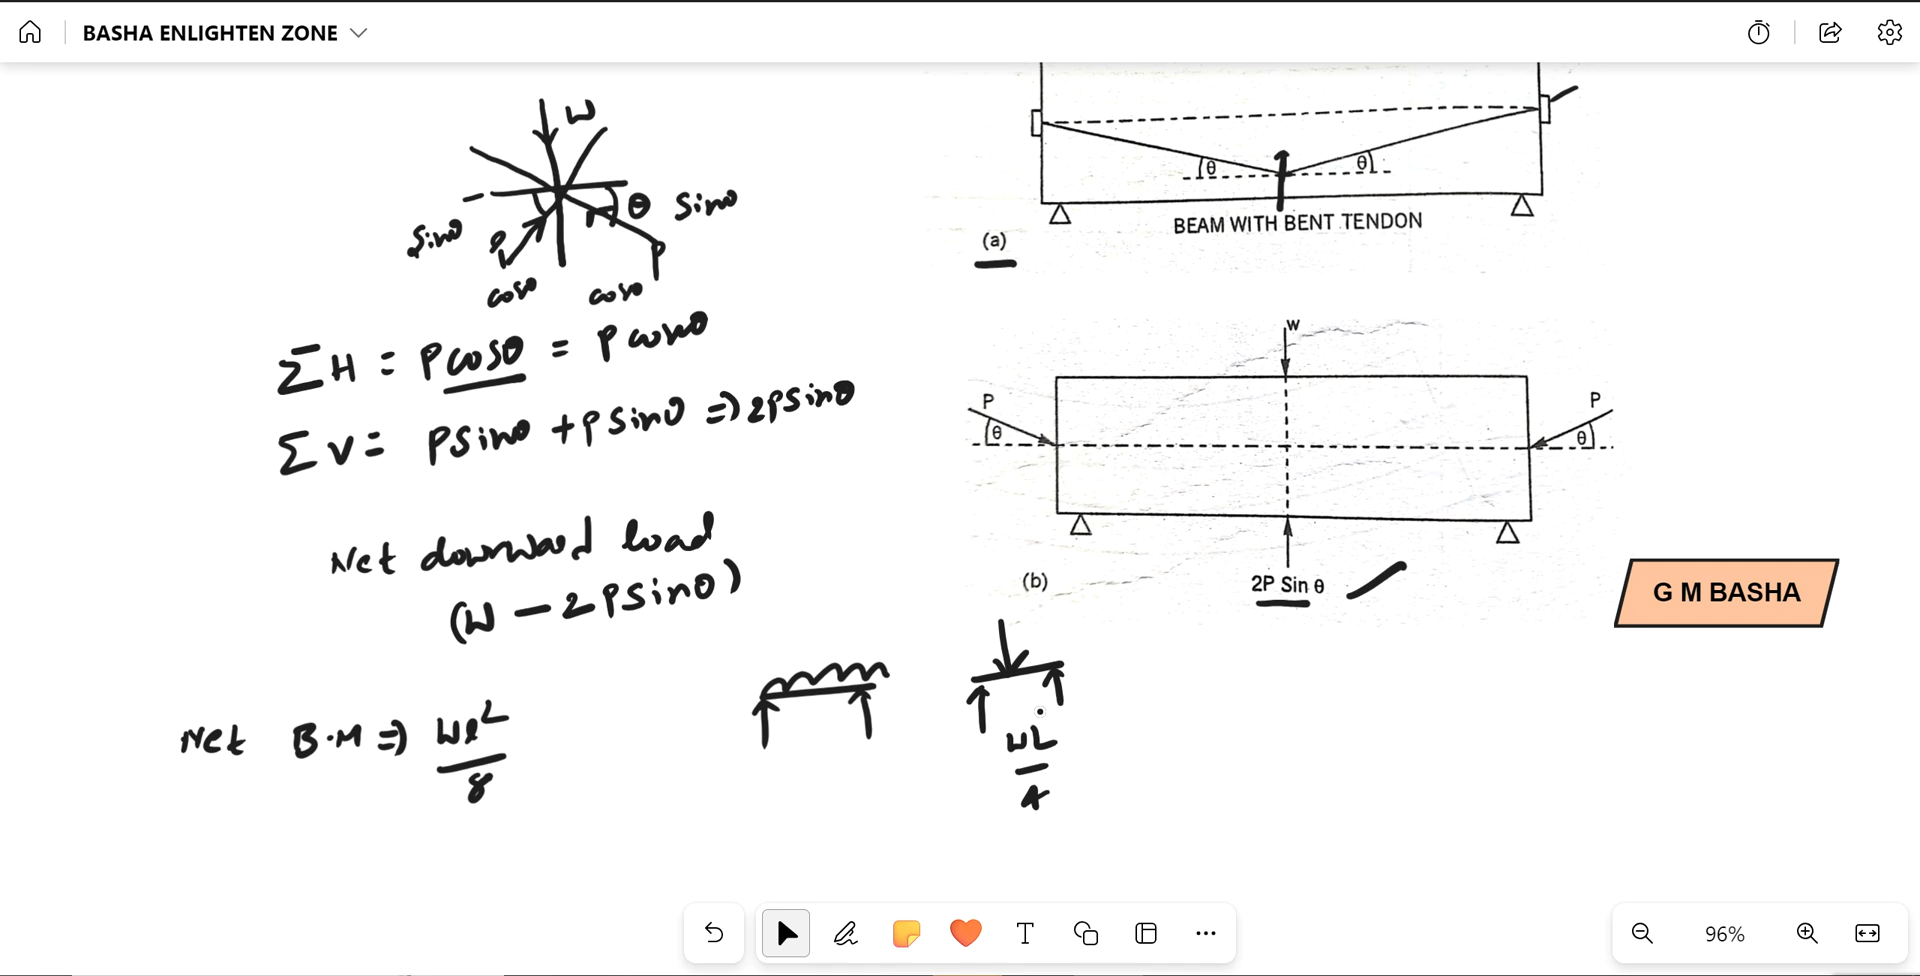 BASHA ENLIGHTEN ZONE
W
θ
sinθ
sinθ
P
P
cosθ
cosθ
ΣH = Pcosθ = Pcosθ
ΣV = Psinθ + Psinθ ⇒ 2Psinθ
Net downward load
(W - 2Psinθ)
Net B.M ⇒ wl²/8
WL/4
θ
θ
BEAM WITH BENT TENDON
(a)
W
P
P
θ
θ
(b)
2P Sin θ
G M BASHA
T
96%